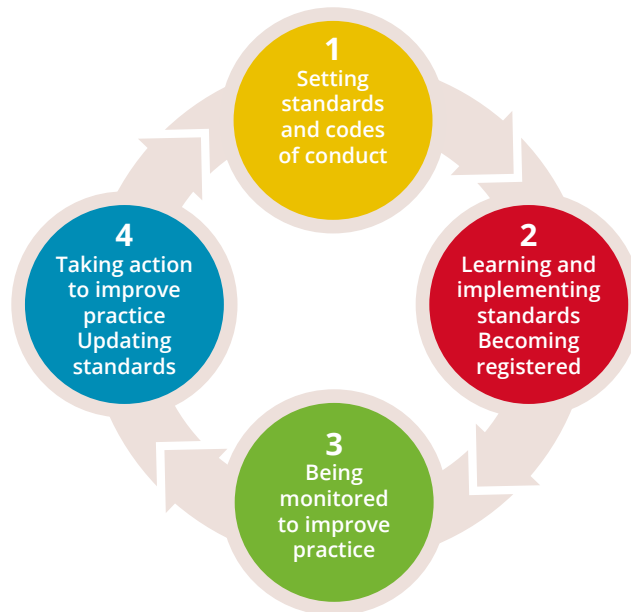 1
Setting
standards
and codes
of conduct
2
Learning and
implementing
standards
Becoming
registered
3
Being
monitored
to improve
practice
4
Taking action
to improve
practice
Updating
standards